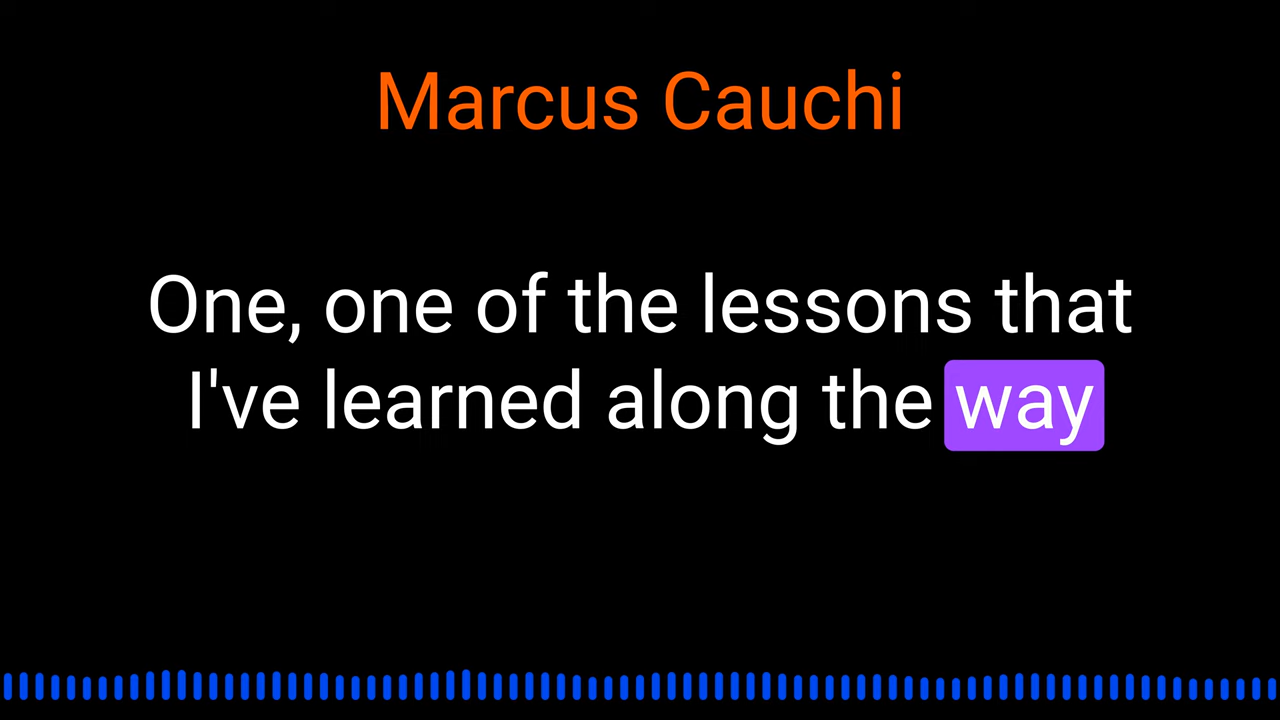 Marcus Cauchi
One, one of the lessons that
I've learned along the way